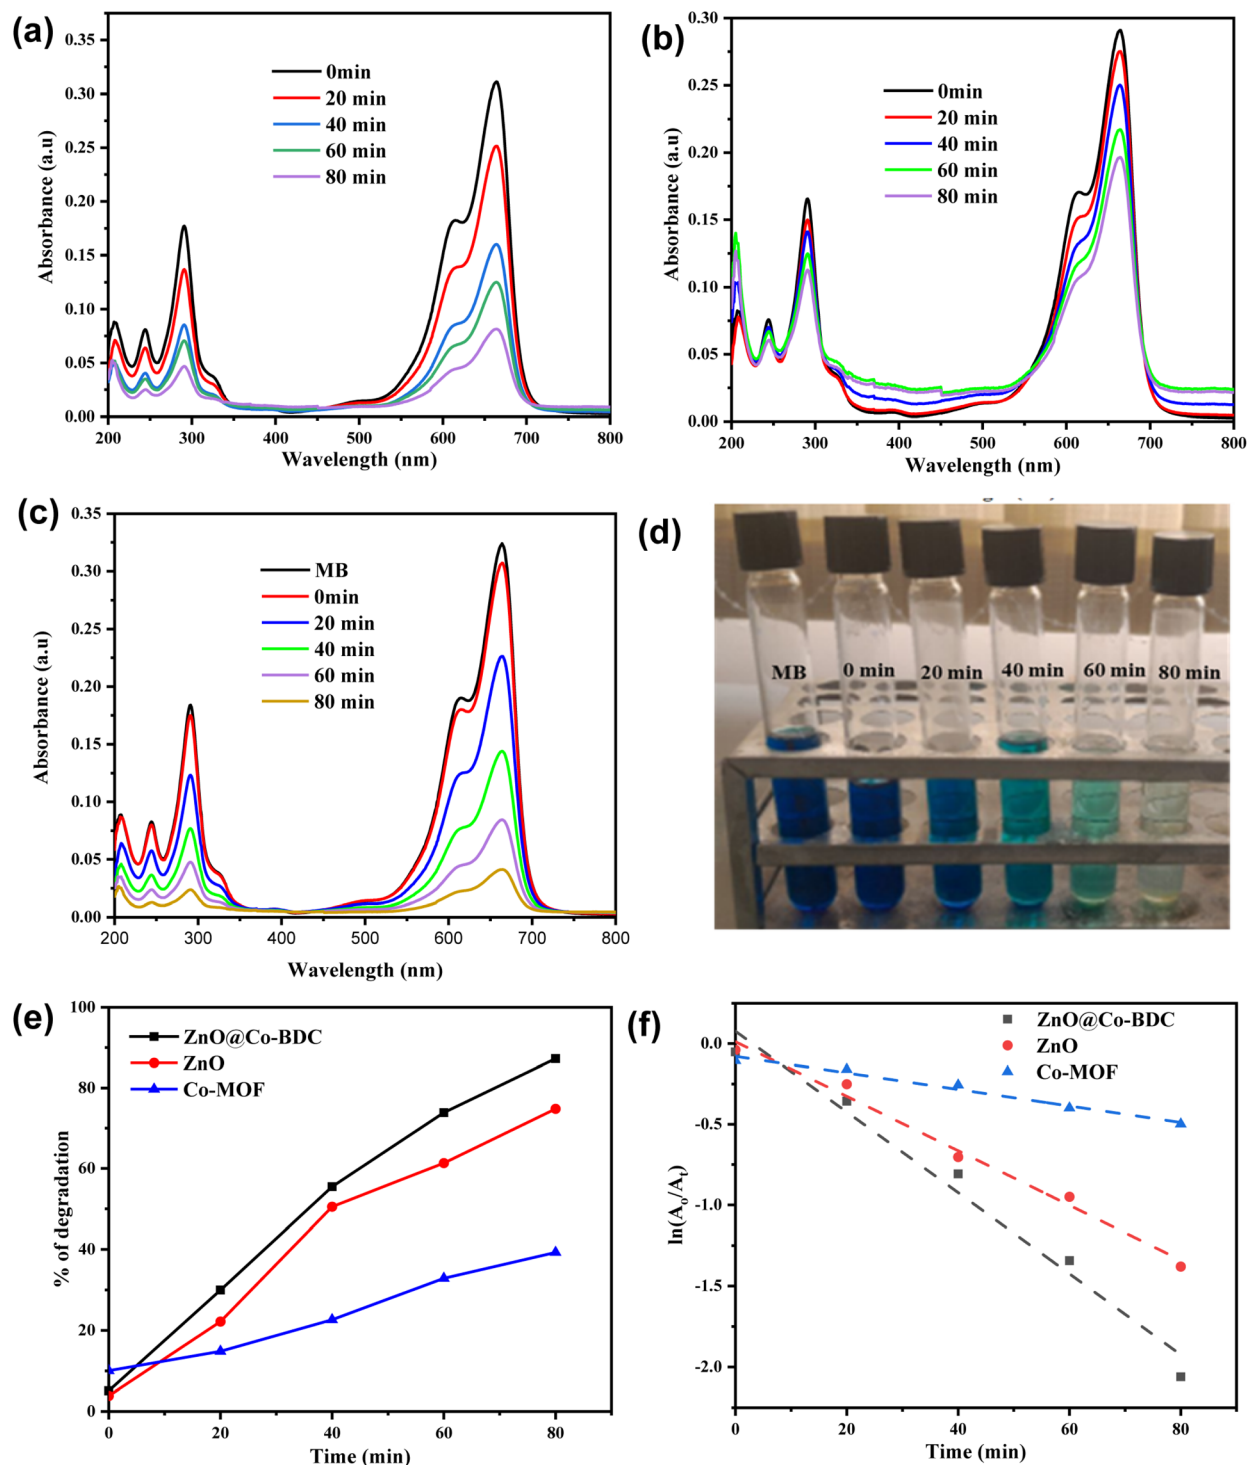 (a)
0.35
0.30
0.25
0.20
0.15
0.10
0.05
0.00
Absorbance (a.u)
0min
20 min
40 min
60 min
80 min
200 300 400 500 600 700 800
Wavelength (nm)
(b)
0.30
0.25
0.20
0.15
0.10
0.05
0.00
Absorbance (a.u)
0min
20 min
40 min
60 min
80 min
200 300 400 500 600 700 800
Wavelength (nm)
(c)
0.35
0.30
0.25
0.20
0.15
0.10
0.05
0.00
Absorbance (a.u)
MB
0min
20 min
40 min
60 min
80 min
200 300 400 500 600 700 800
Wavelength (nm)
(d)
MB 0 min 20 min 40 min 60 min 80 min
(e)
100
80
60
40
20
0
% of degradation
ZnO@Co-BDC
ZnO
Co-MOF
0 20 40 60 80
Time (min)
(f)
0.0
-0.5
-1.0
-1.5
-2.0
ln(A₀/Aₜ)
ZnO@Co-BDC
ZnO
Co-MOF
0 20 40 60 80
Time (min)